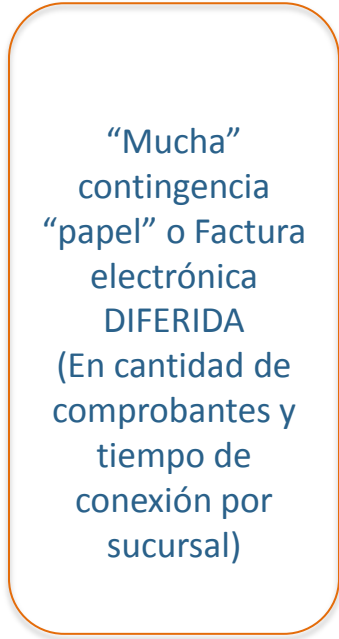 “Mucha”
contingencia
“papel” o Factura
electrónica
DIFERIDA
(En cantidad de
comprobantes y
tiempo de
conexión por
sucursal)